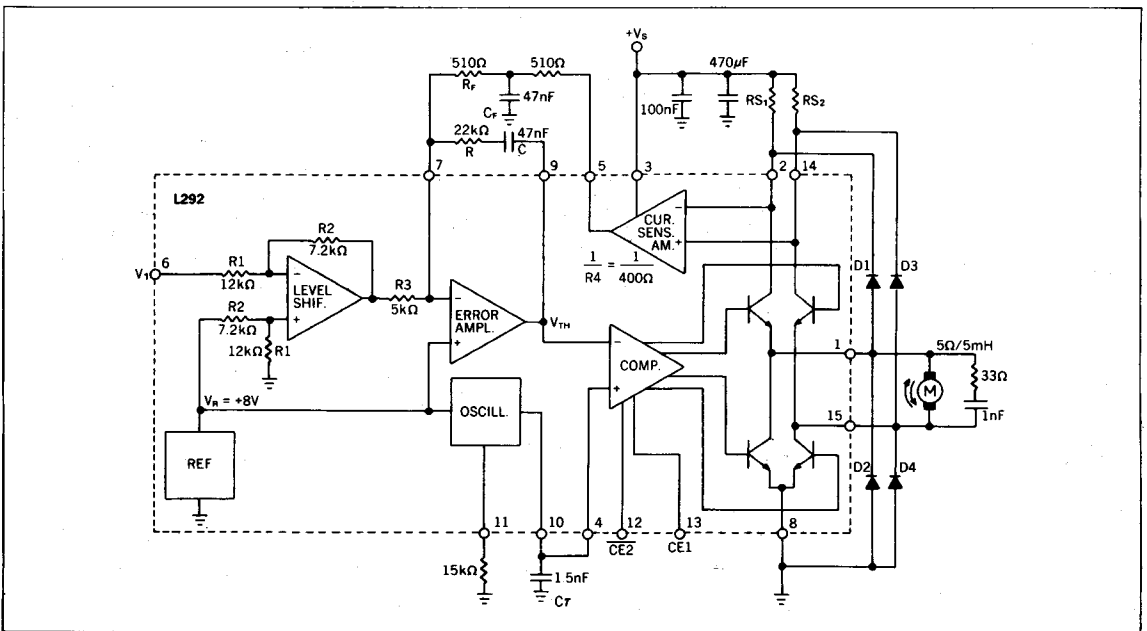 +Vs
510Ω
510Ω
470μF
RF
47nF
CF
100nF
RS1
RS2
22kΩ
R
47nF
C
7
9
5
3
2
14
L292
R2
7.2kΩ
V1
6
R1
12kΩ
LEVEL
SHIF.
R3
5kΩ
R2
7.2kΩ
12kΩ
R1
ERROR
AMPL.
VTH
CUR.
SENS.
AM.
1/R4 = 1/400Ω
D1
D3
COMP.
1
5Ω/5mH
M
33Ω
1nF
15
VR = +8V
OSCILL.
REF
D2
D4
11
10
4
12
13
8
CE2
CE1
15kΩ
1.5nF
CT